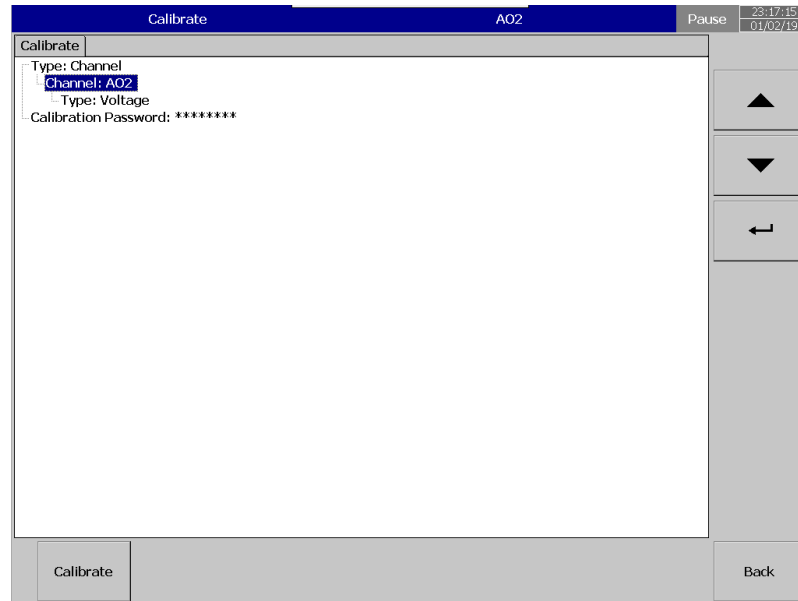 Calibrate AO2 Pause 23:17:15
01/02/19
Calibrate
Type: Channel
Channel: AO2
Type: Voltage
Calibration Password: ********
Calibrate Back